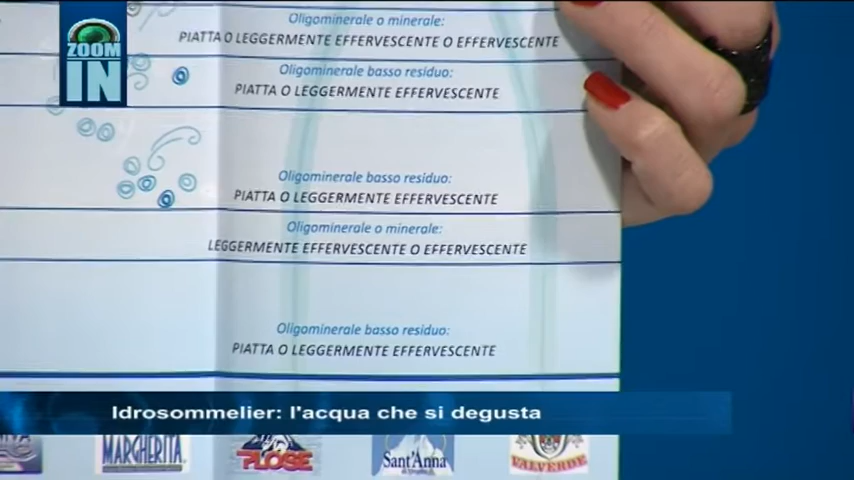 ZOOM
IN
Oligominerale o minerale:
PIATTA O LEGGERMENTE EFFERVESCENTE O EFFERVESCENTE
Oligominerale basso residuo:
PIATTA O LEGGERMENTE EFFERVESCENTE
Oligominerale basso residuo:
PIATTA O LEGGERMENTE EFFERVESCENTE
Oligominerale o minerale:
LEGGERMENTE EFFERVESCENTE O EFFERVESCENTE
Oligominerale basso residuo:
PIATTA O LEGGERMENTE EFFERVESCENTE
Idrosommelier: l'acqua che si degusta
MARGHERITA
PLOSE
Sant'Anna
VALVERDE